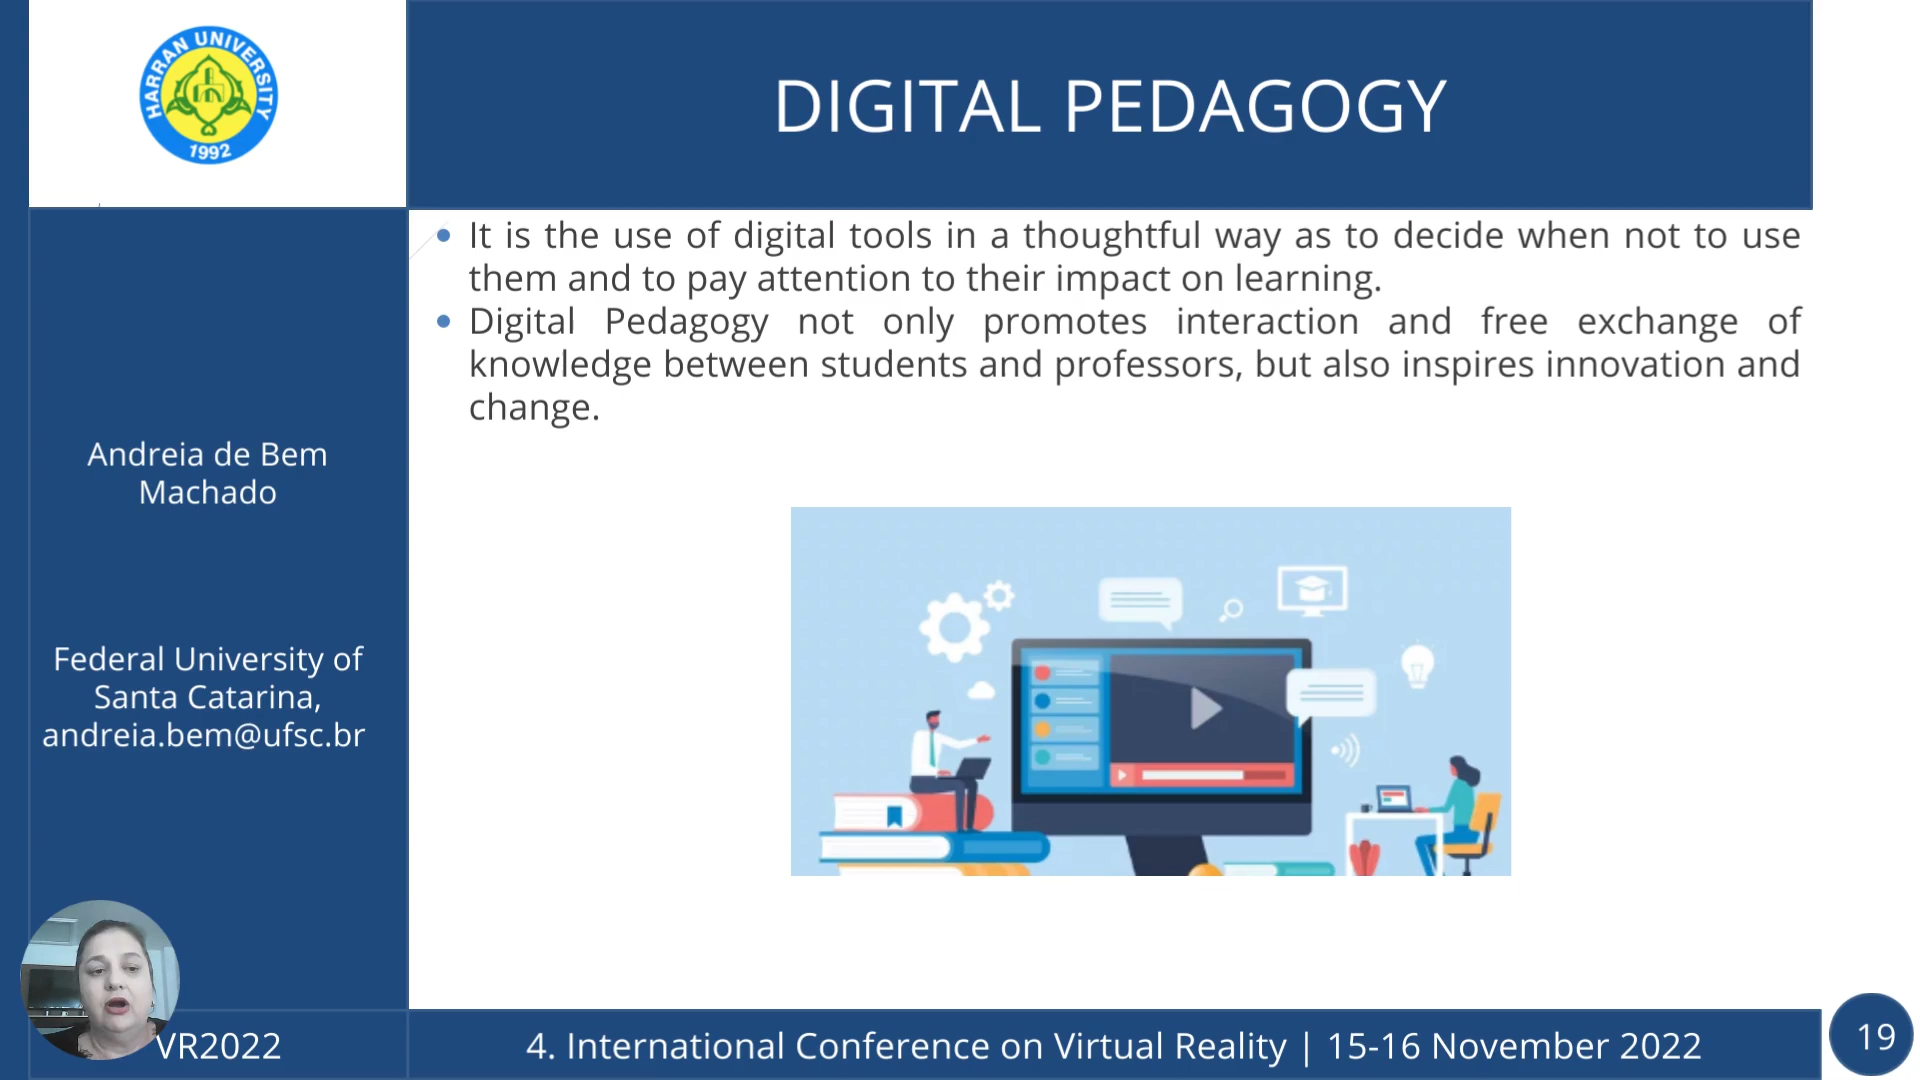 HARRAN UNIVERSITY
1992
DIGITAL PEDAGOGY
It is the use of digital tools in a thoughtful way as to decide when not to use
them and to pay attention to their impact on learning.
Digital Pedagogy not only promotes interaction and free exchange of
knowledge between students and professors, but also inspires innovation and
change.
Andreia de Bem
Machado
Federal University of
Santa Catarina,
andreia.bem@ufsc.br
VR2022
4. International Conference on Virtual Reality | 15-16 November 2022
19